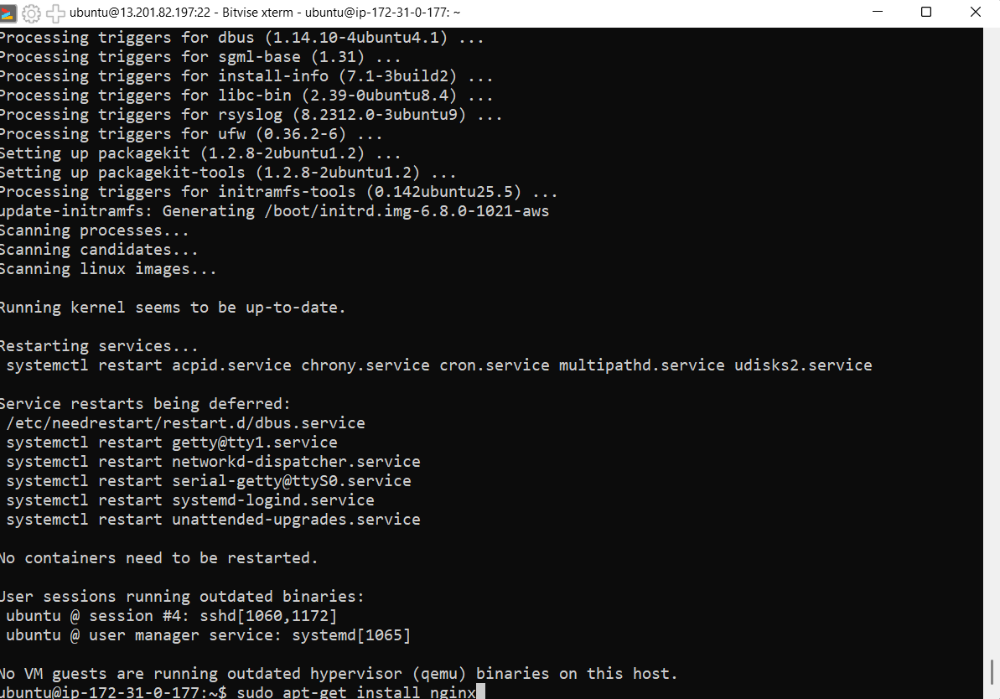 ubuntu@13.201.82.197:22 - Bitvise xterm - ubuntu@ip-172-31-0-177: ~
Processing triggers for dbus (1.14.10-4ubuntu4.1) ...
Processing triggers for sgml-base (1.31) ...
Processing triggers for install-info (7.1-3build2) ...
Processing triggers for libc-bin (2.39-0ubuntu8.4) ...
Processing triggers for rsyslog (8.2312.0-3ubuntu9) ...
Processing triggers for ufw (0.36.2-6) ...
Setting up packagekit (1.2.8-2ubuntu1.2) ...
Setting up packagekit-tools (1.2.8-2ubuntu1.2) ...
Processing triggers for initramfs-tools (0.142ubuntu25.5) ...
update-initramfs: Generating /boot/initrd.img-6.8.0-1021-aws
Scanning processes...
Scanning candidates...
Scanning linux images...

Running kernel seems to be up-to-date.

Restarting services...
 systemctl restart acpid.service chrony.service cron.service multipathd.service udisks2.service

Service restarts being deferred:
 /etc/needrestart/restart.d/dbus.service
 systemctl restart getty@tty1.service
 systemctl restart networkd-dispatcher.service
 systemctl restart serial-getty@ttyS0.service
 systemctl restart systemd-logind.service
 systemctl restart unattended-upgrades.service

No containers need to be restarted.

User sessions running outdated binaries:
 ubuntu @ session #4: sshd[1060,1172]
 ubuntu @ user manager service: systemd[1065]

No VM guests are running outdated hypervisor (qemu) binaries on this host.
ubuntu@ip-172-31-0-177:~$ sudo apt-get install nginx